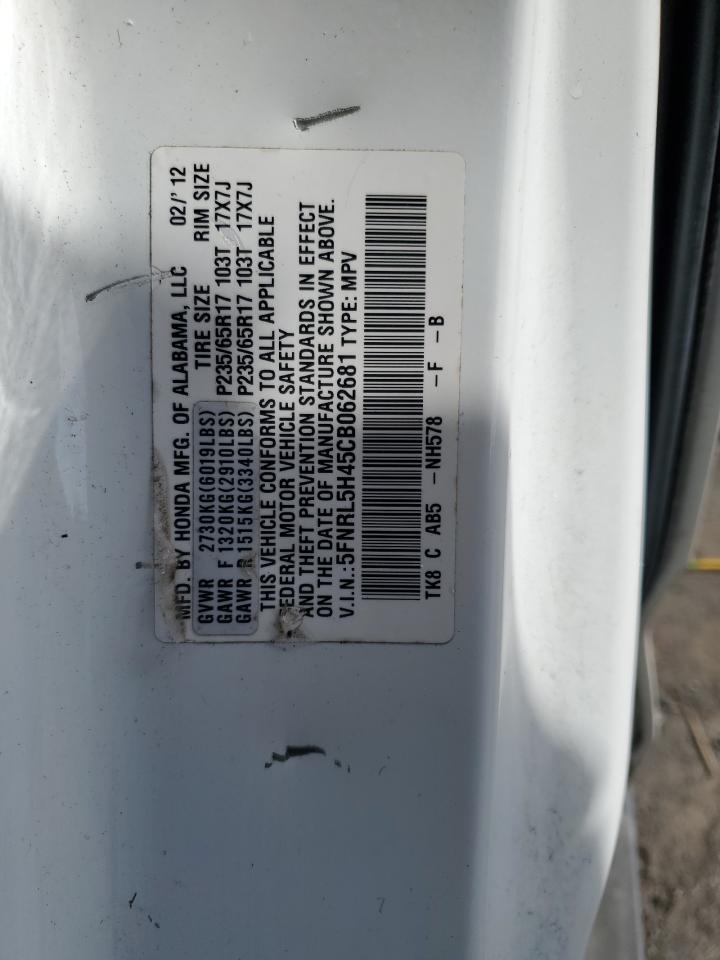 MFD. BY HONDA MFG. OF ALABAMA, LLC 02/'12
GVWR 2730KG(6019LBS) TIRE SIZE RIM SIZE
GAWR F 1320KG(2910LBS) P235/65R17 103T 17X7J
GAWR R 1515KG(3340LBS) P235/65R17 103T 17X7J
THIS VEHICLE CONFORMS TO ALL APPLICABLE
FEDERAL MOTOR VEHICLE SAFETY
AND THEFT PREVENTION STANDARDS IN EFFECT
ON THE DATE OF MANUFACTURE SHOWN ABOVE.
V.I.N.:5FNRL5H45CB062681 TYPE: MPV
TK8 C AB5 -NH578 -F -B